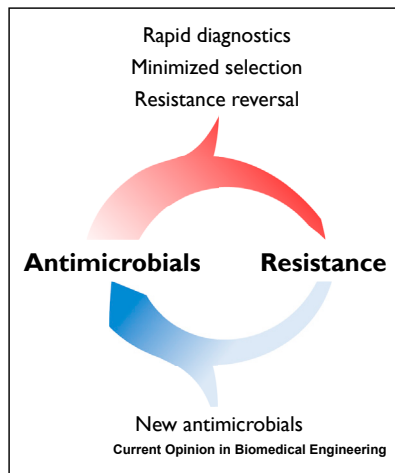 Rapid diagnostics
Minimized selection
Resistance reversal
Antimicrobials Resistance
New antimicrobials
Current Opinion in Biomedical Engineering